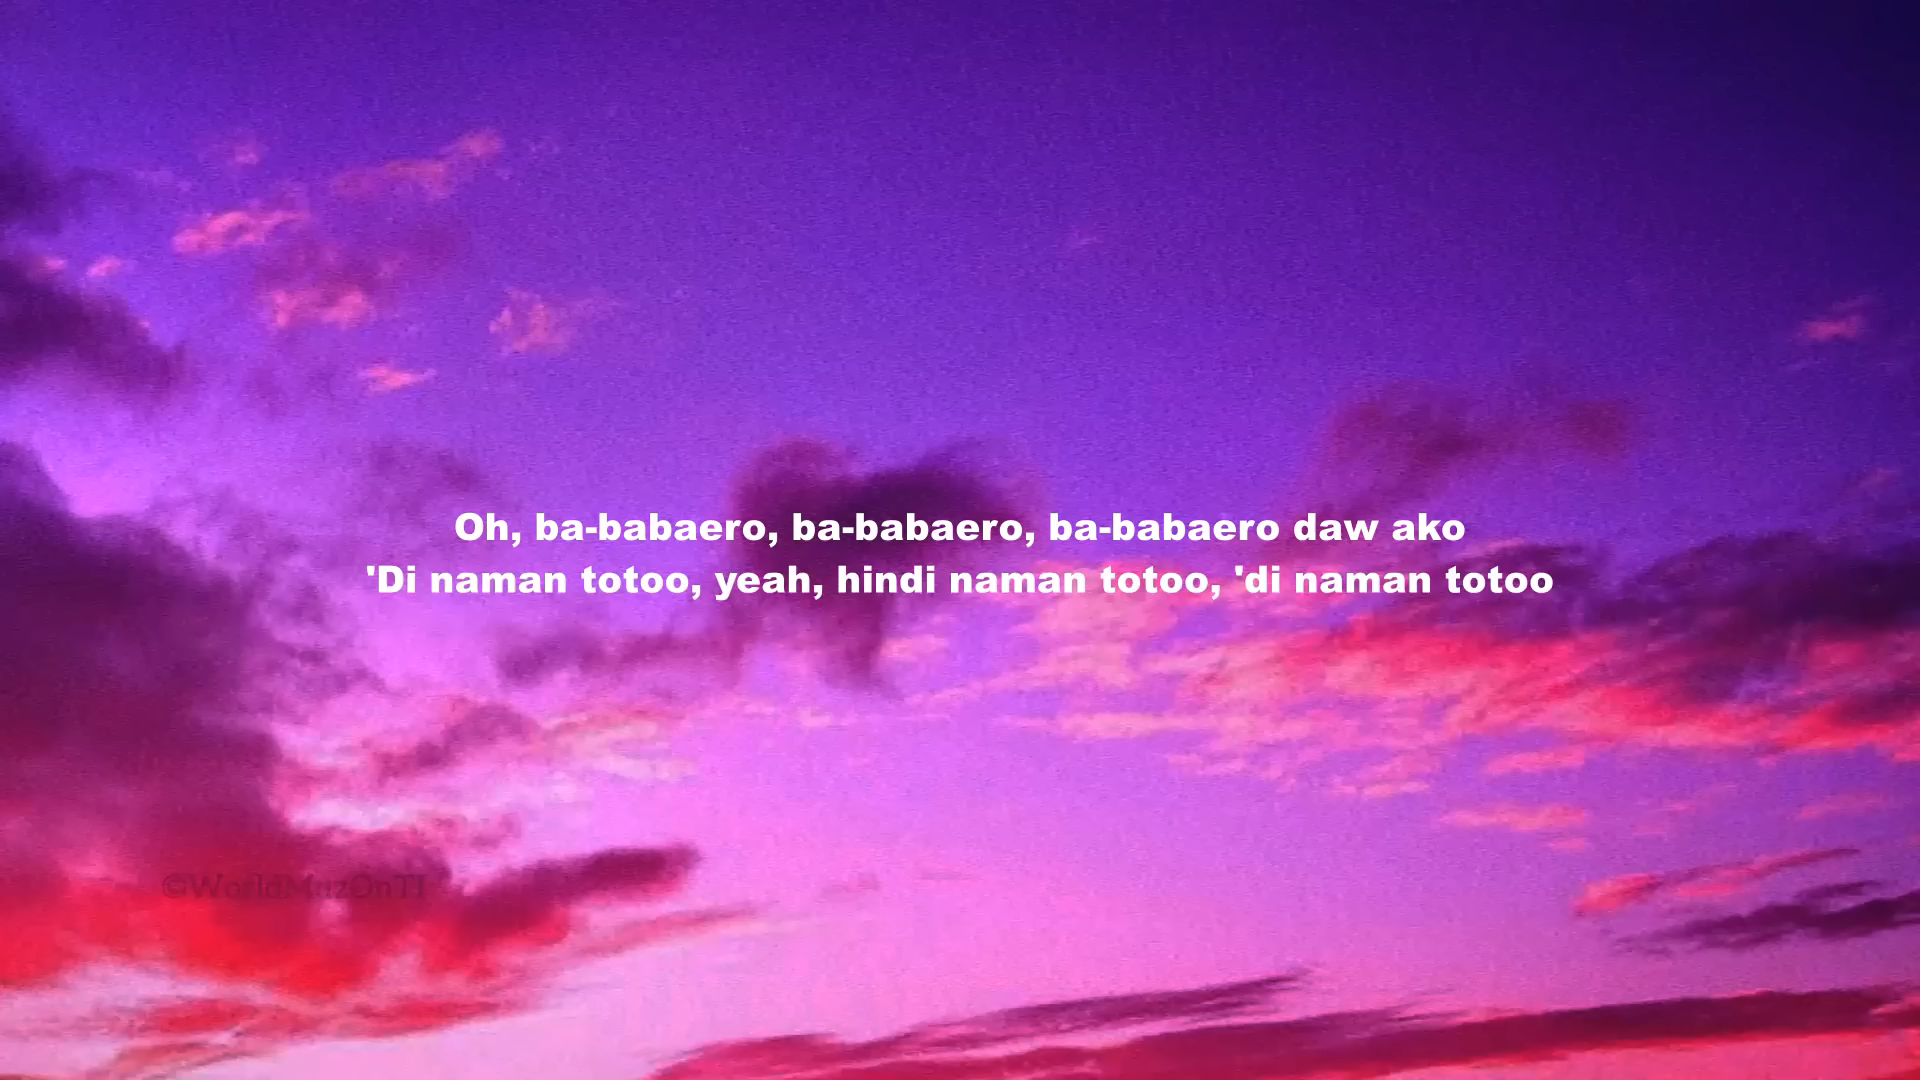 Oh, ba-babaero, ba-babaero, ba-babaero daw ako
'Di naman totoo, yeah, hindi naman totoo, 'di naman totoo
©WorldMuzOnTI